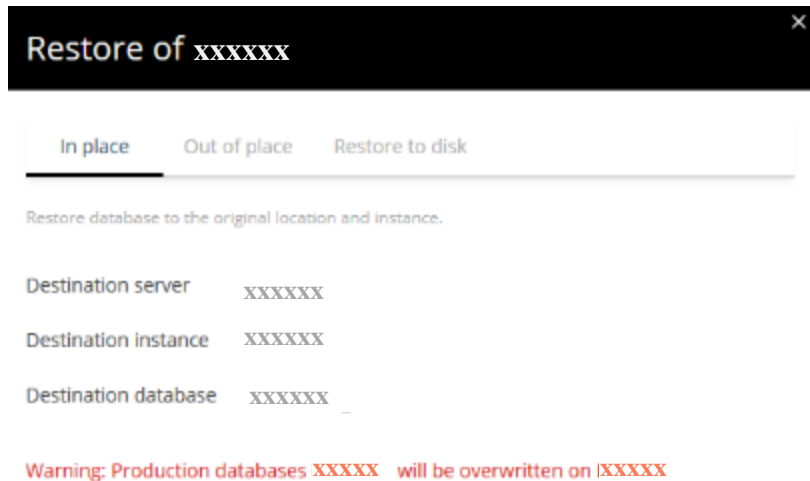 ×
Restore of xxxxxx
In place Out of place Restore to disk
Restore database to the original location and instance.
Destination server xxxxxx
Destination instance xxxxxx
Destination database xxxxxx
Warning: Production databases xxxxx will be overwritten on xxxxx